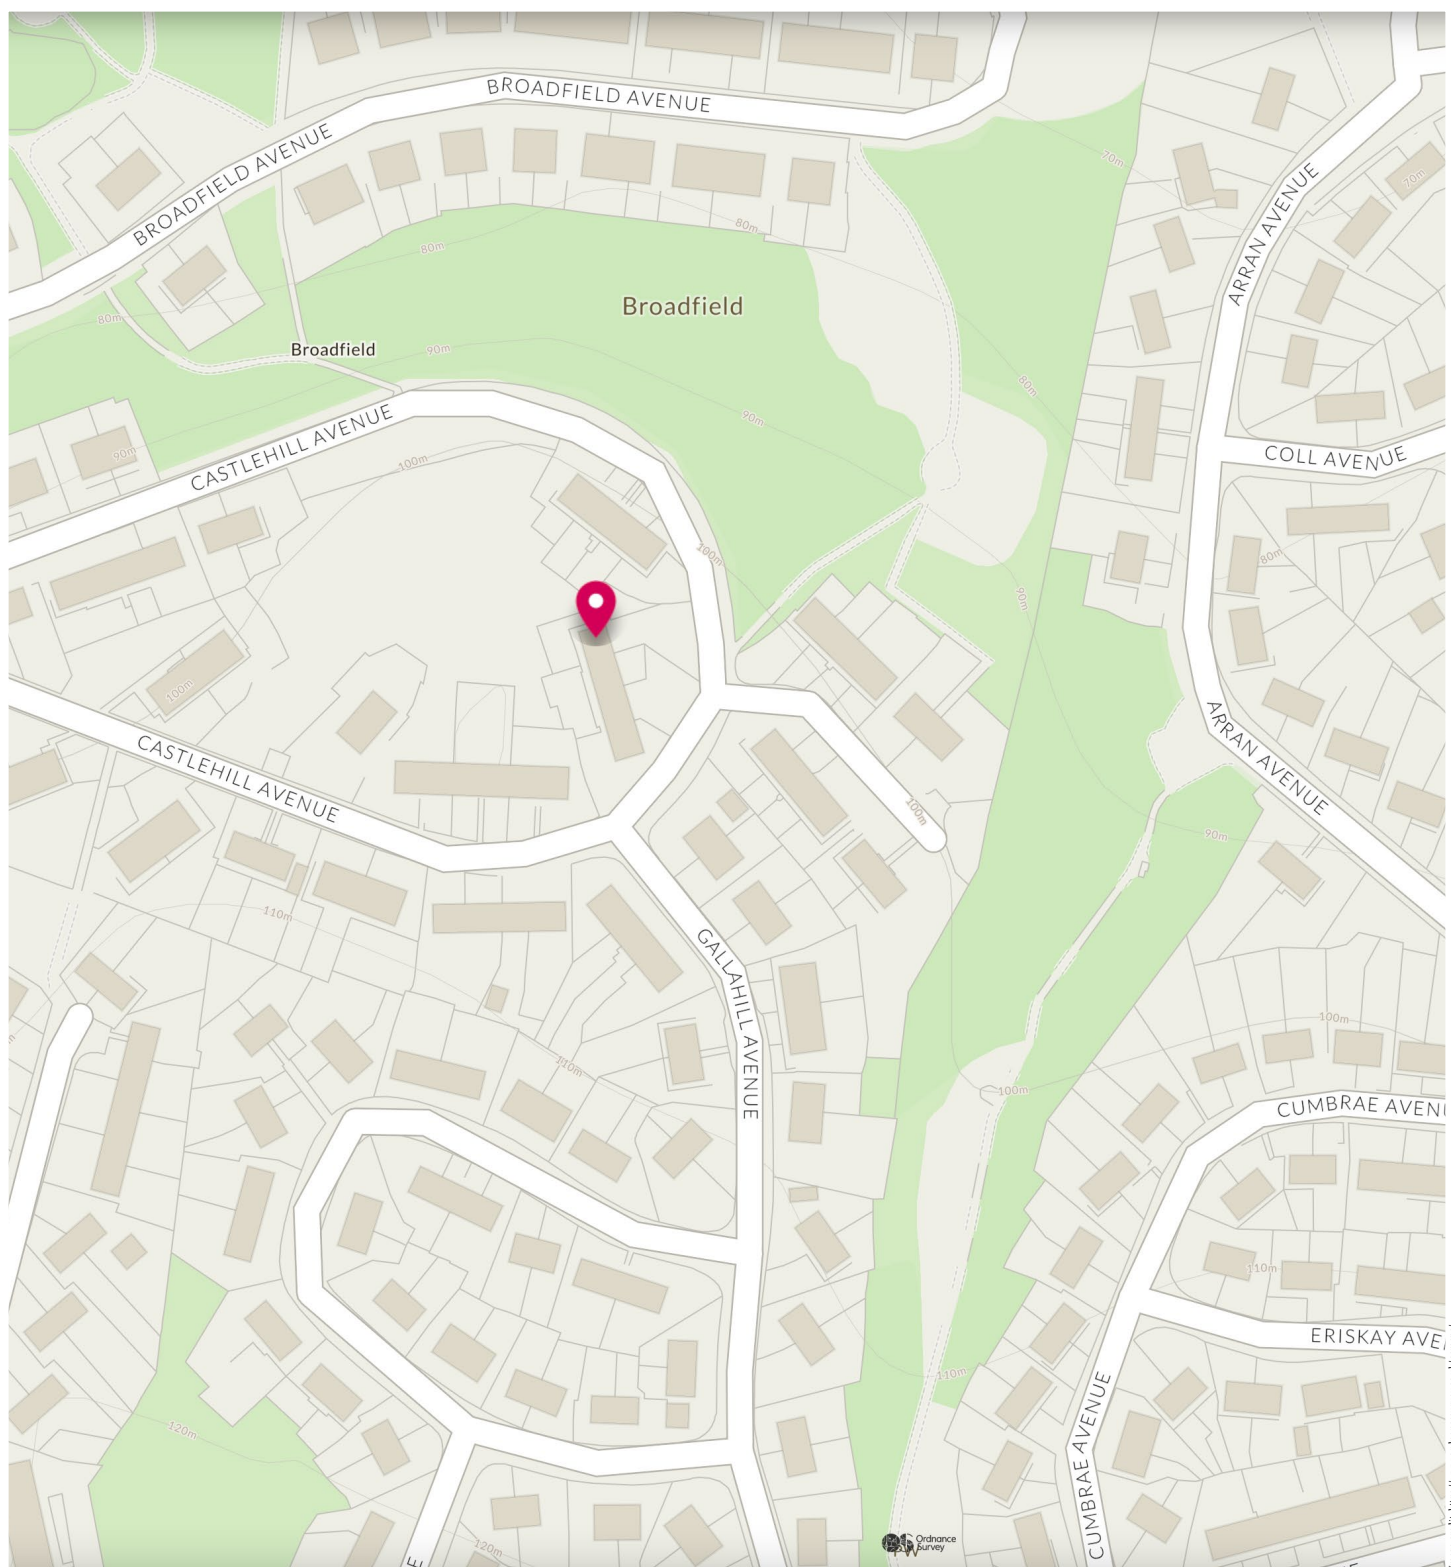 BROADFIELD AVENUE
BROADFIELD AVENUE
70m
ARRAN AVENUE
70m
80m
80m
Broadfield
80m
Broadfield
90m
80m
90m
CASTLEHILL AVENUE
90m
100m
COLL AVENUE
100m
80m
90m
100m
ARRAN AVENUE
CASTLEHILL AVENUE
100m
90m
110m
GALLAHILL AVENUE
100m
110m
100m
CUMBRAE AVENU
110m
ERISKAY AVE
110m
CUMBRAE AVENUE
120m
120m
E
Ordnance
Survey